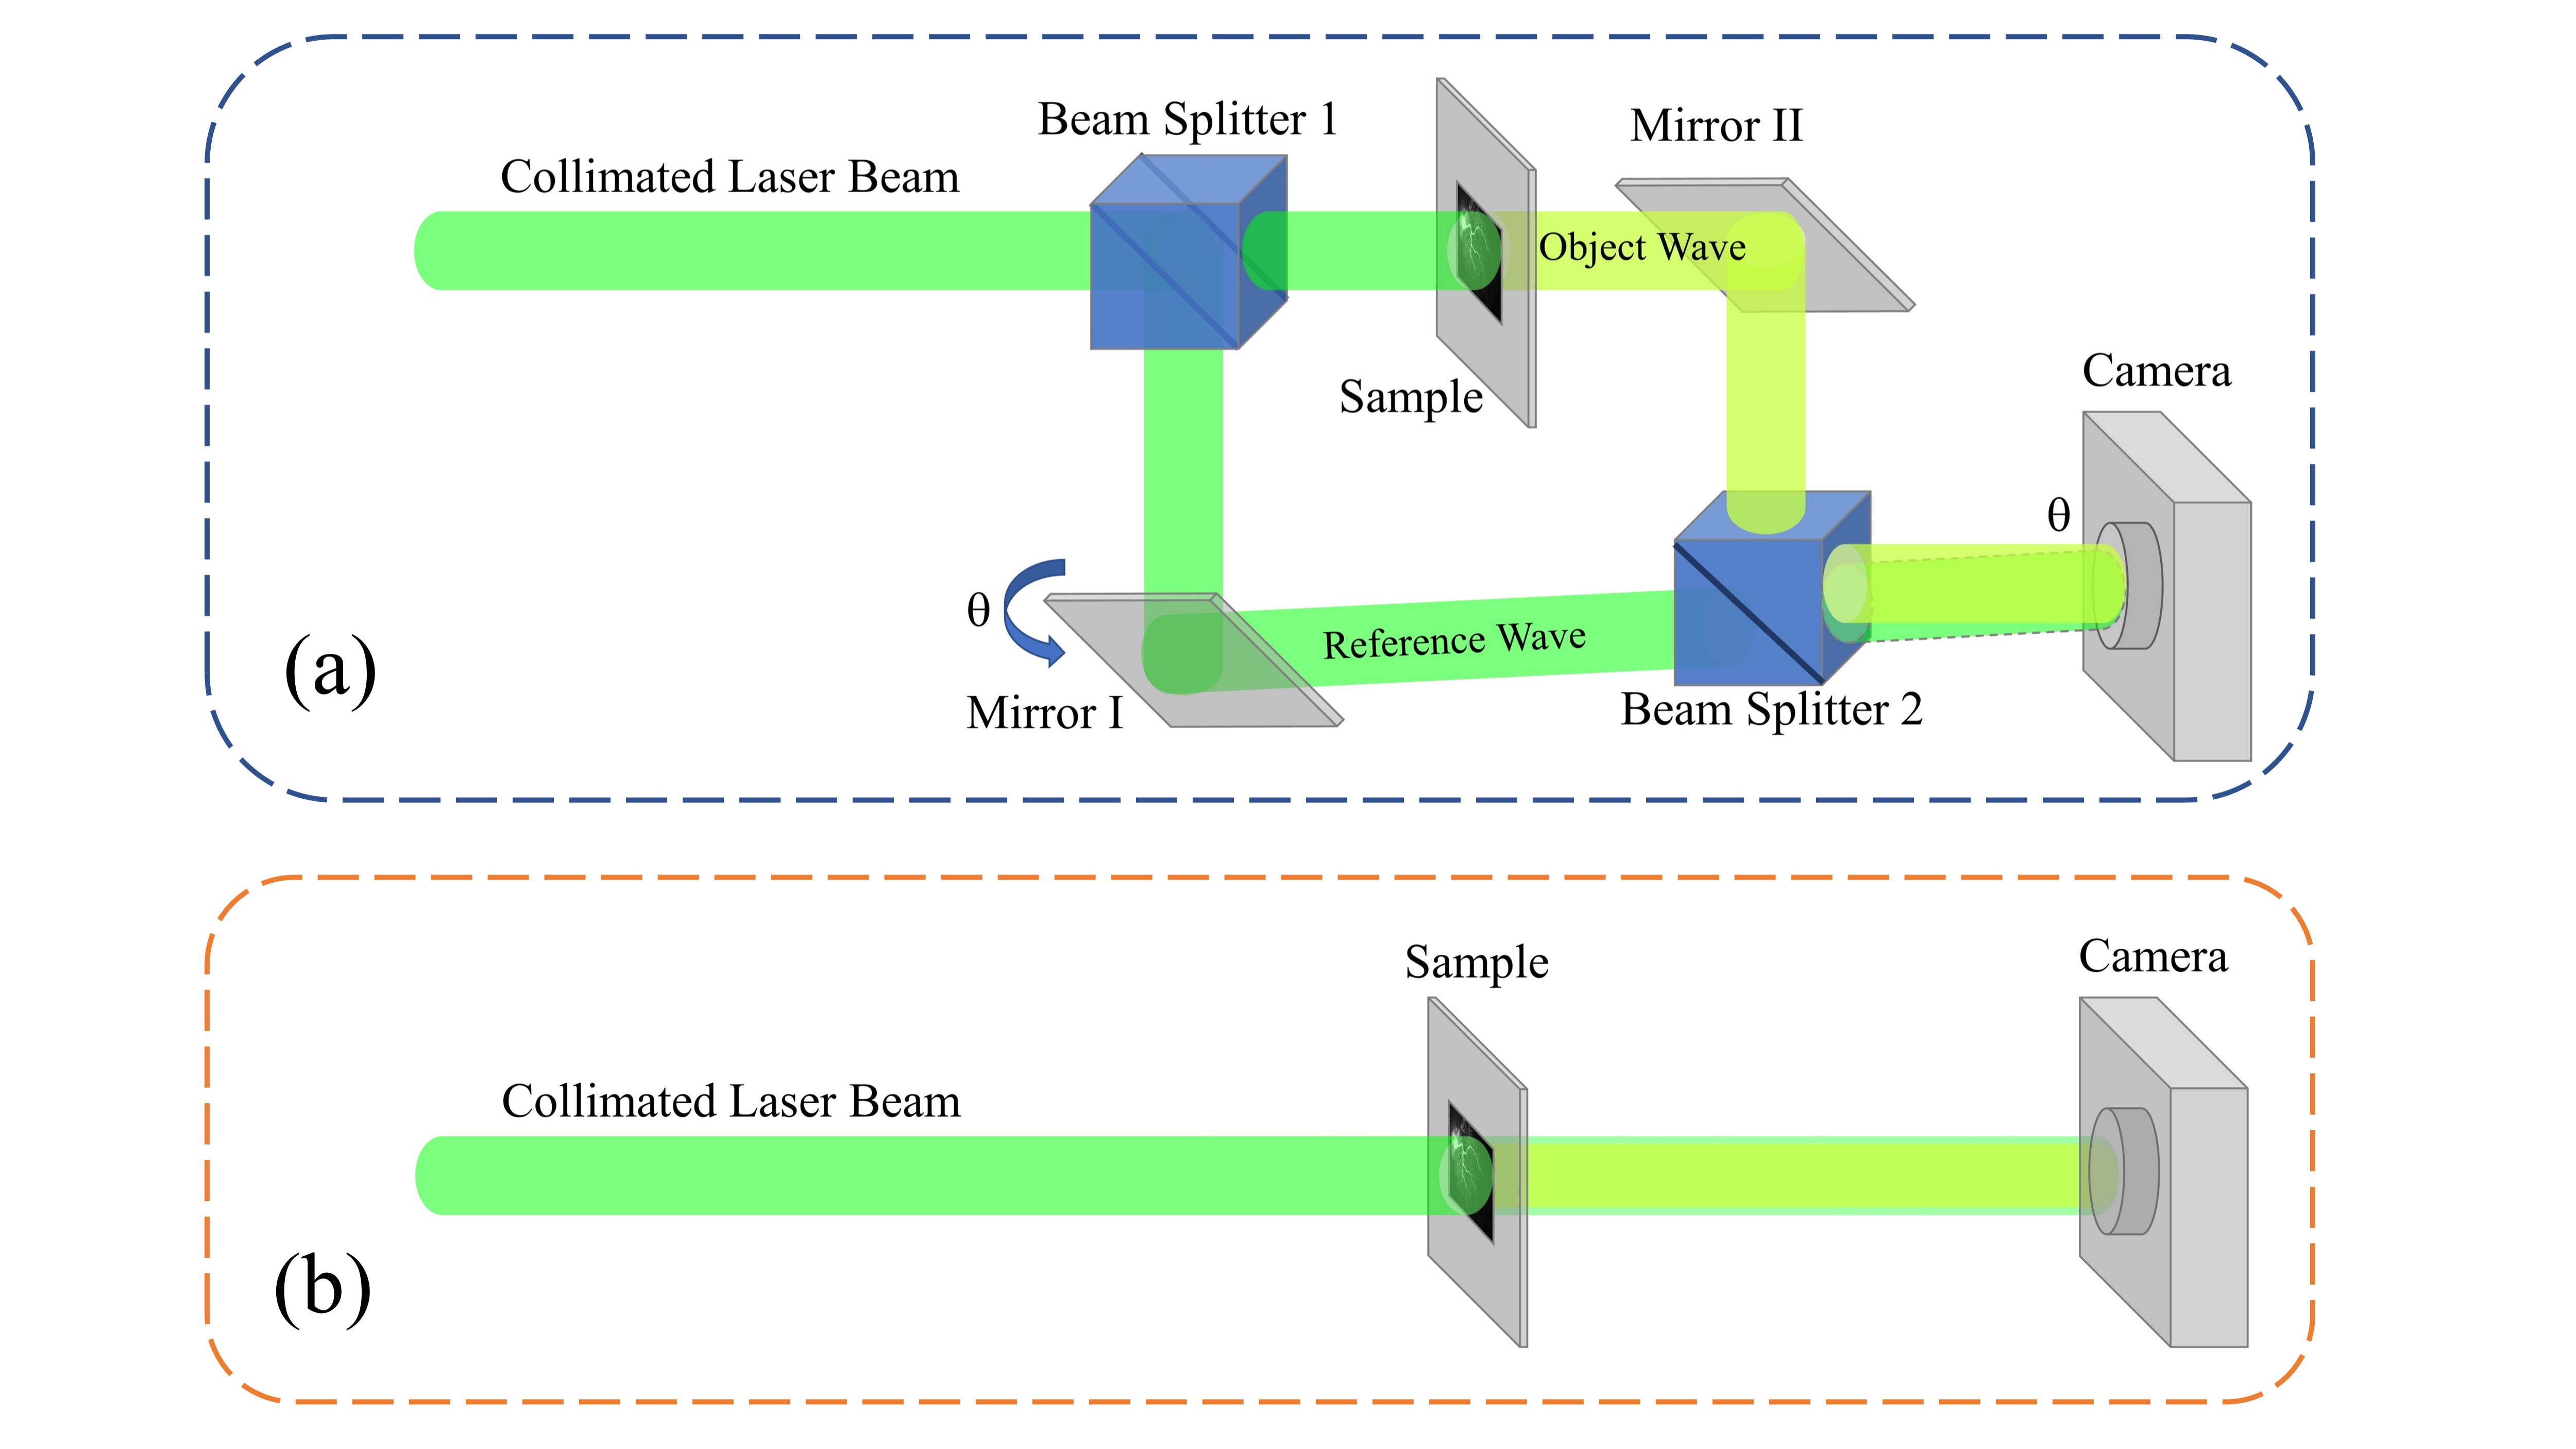 Beam Splitter 1
Mirror II
Collimated Laser Beam
Object Wave
Camera
Sample
θ
θ
Reference Wave
(a)
Mirror I
Beam Splitter 2
Sample
Camera
Collimated Laser Beam
(b)